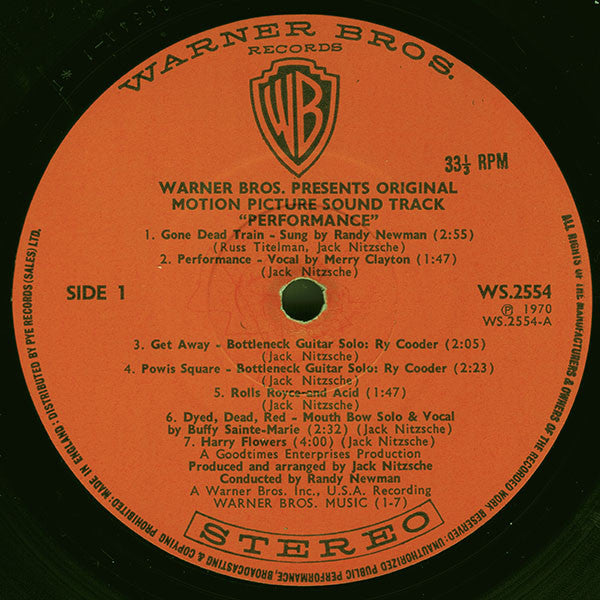 WARNER BROS.
RECORDS
WB
33⅓ RPM
WARNER BROS. PRESENTS ORIGINAL
MOTION PICTURE SOUND TRACK
"PERFORMANCE"
1. Gone Dead Train - Sung by Randy Newman (2:55)
(Russ Titelman, Jack Nitzsche)
2. Performance - Vocal by Merry Clayton (1:47)
(Jack Nitzsche)
SIDE 1
WS.2554
℗ 1970
WS.2554-A
3. Get Away - Bottleneck Guitar Solo: Ry Cooder (2:05)
(Jack Nitzsche)
4. Powis Square - Bottleneck Guitar Solo: Ry Cooder (2:23)
(Jack Nitzsche)
5. Rolls Royce and Acid (1:47)
(Jack Nitzsche)
6. Dyed, Dead, Red - Mouth Bow Solo & Vocal
by Buffy Sainte-Marie (2:32) (Jack Nitzsche)
7. Harry Flowers (4:00) (Jack Nitzsche)
A Goodtimes Enterprises Production
Produced and arranged by Jack Nitzsche
Conducted by Randy Newman
A Warner Bros. Inc., U.S.A. Recording
WARNER BROS. MUSIC (1-7)
STEREO
ALL RIGHTS OF THE MANUFACTURERS & OWNERS OF THE RECORDED WORK RESERVED: UNAUTHORIZED PUBLIC PERFORMANCE, BROADCASTING & COPYING PROHIBITED: MADE IN ENGLAND: DISTRIBUTED BY PYE RECORDS (SALES) LTD.